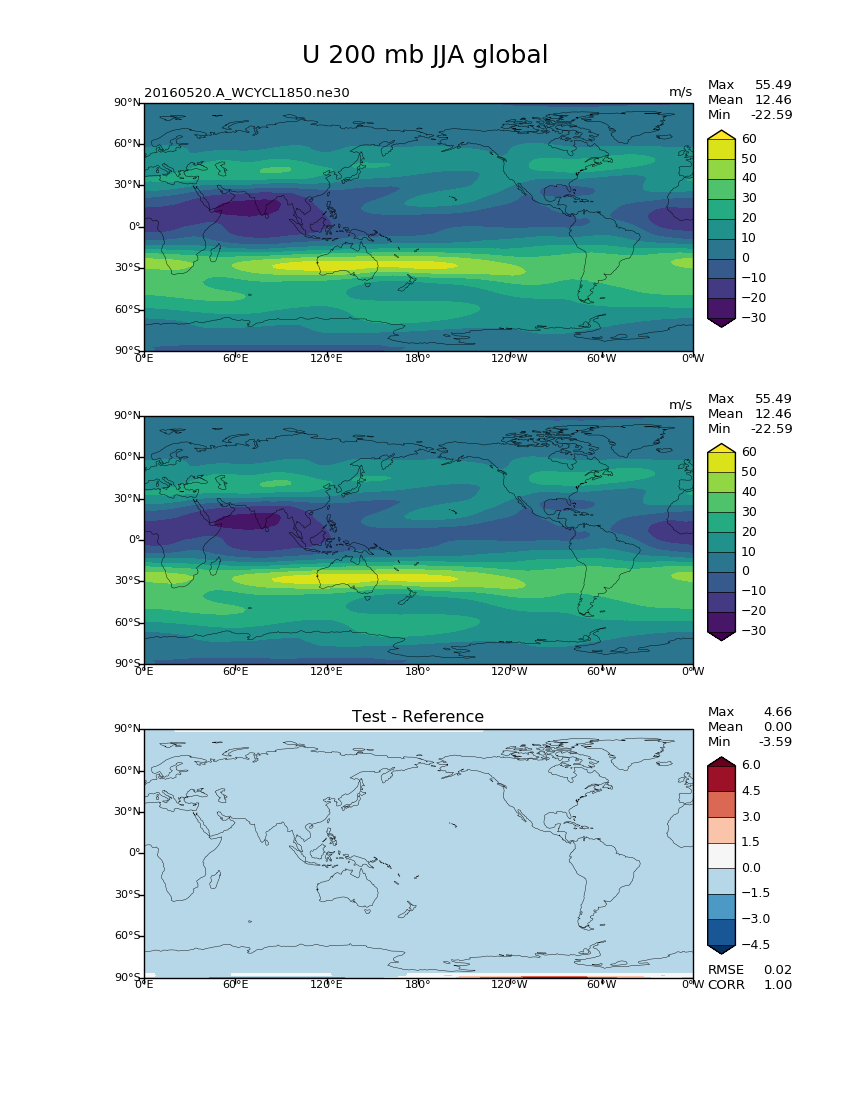 U 200 mb JJA global
20160520.A_WCYCL1850.ne30
m/s
Max 55.49
Mean 12.46
Min -22.59
90°N
60°N
30°N
0°
30°S
60°S
90°S
0°E 60°E 120°E 180° 120°W 60°W 0°W
60
50
40
30
20
10
0
−10
−20
−30
m/s
Max 55.49
Mean 12.46
Min -22.59
90°N
60°N
30°N
0°
30°S
60°S
90°S
0°E 60°E 120°E 180° 120°W 60°W 0°W
60
50
40
30
20
10
0
−10
−20
−30
Test - Reference
Max 4.66
Mean 0.00
Min -3.59
90°N
60°N
30°N
0°
30°S
60°S
90°S
0°E 60°E 120°E 180° 120°W 60°W 0°W
6.0
4.5
3.0
1.5
0.0
−1.5
−3.0
−4.5
RMSE 0.02
CORR 1.00